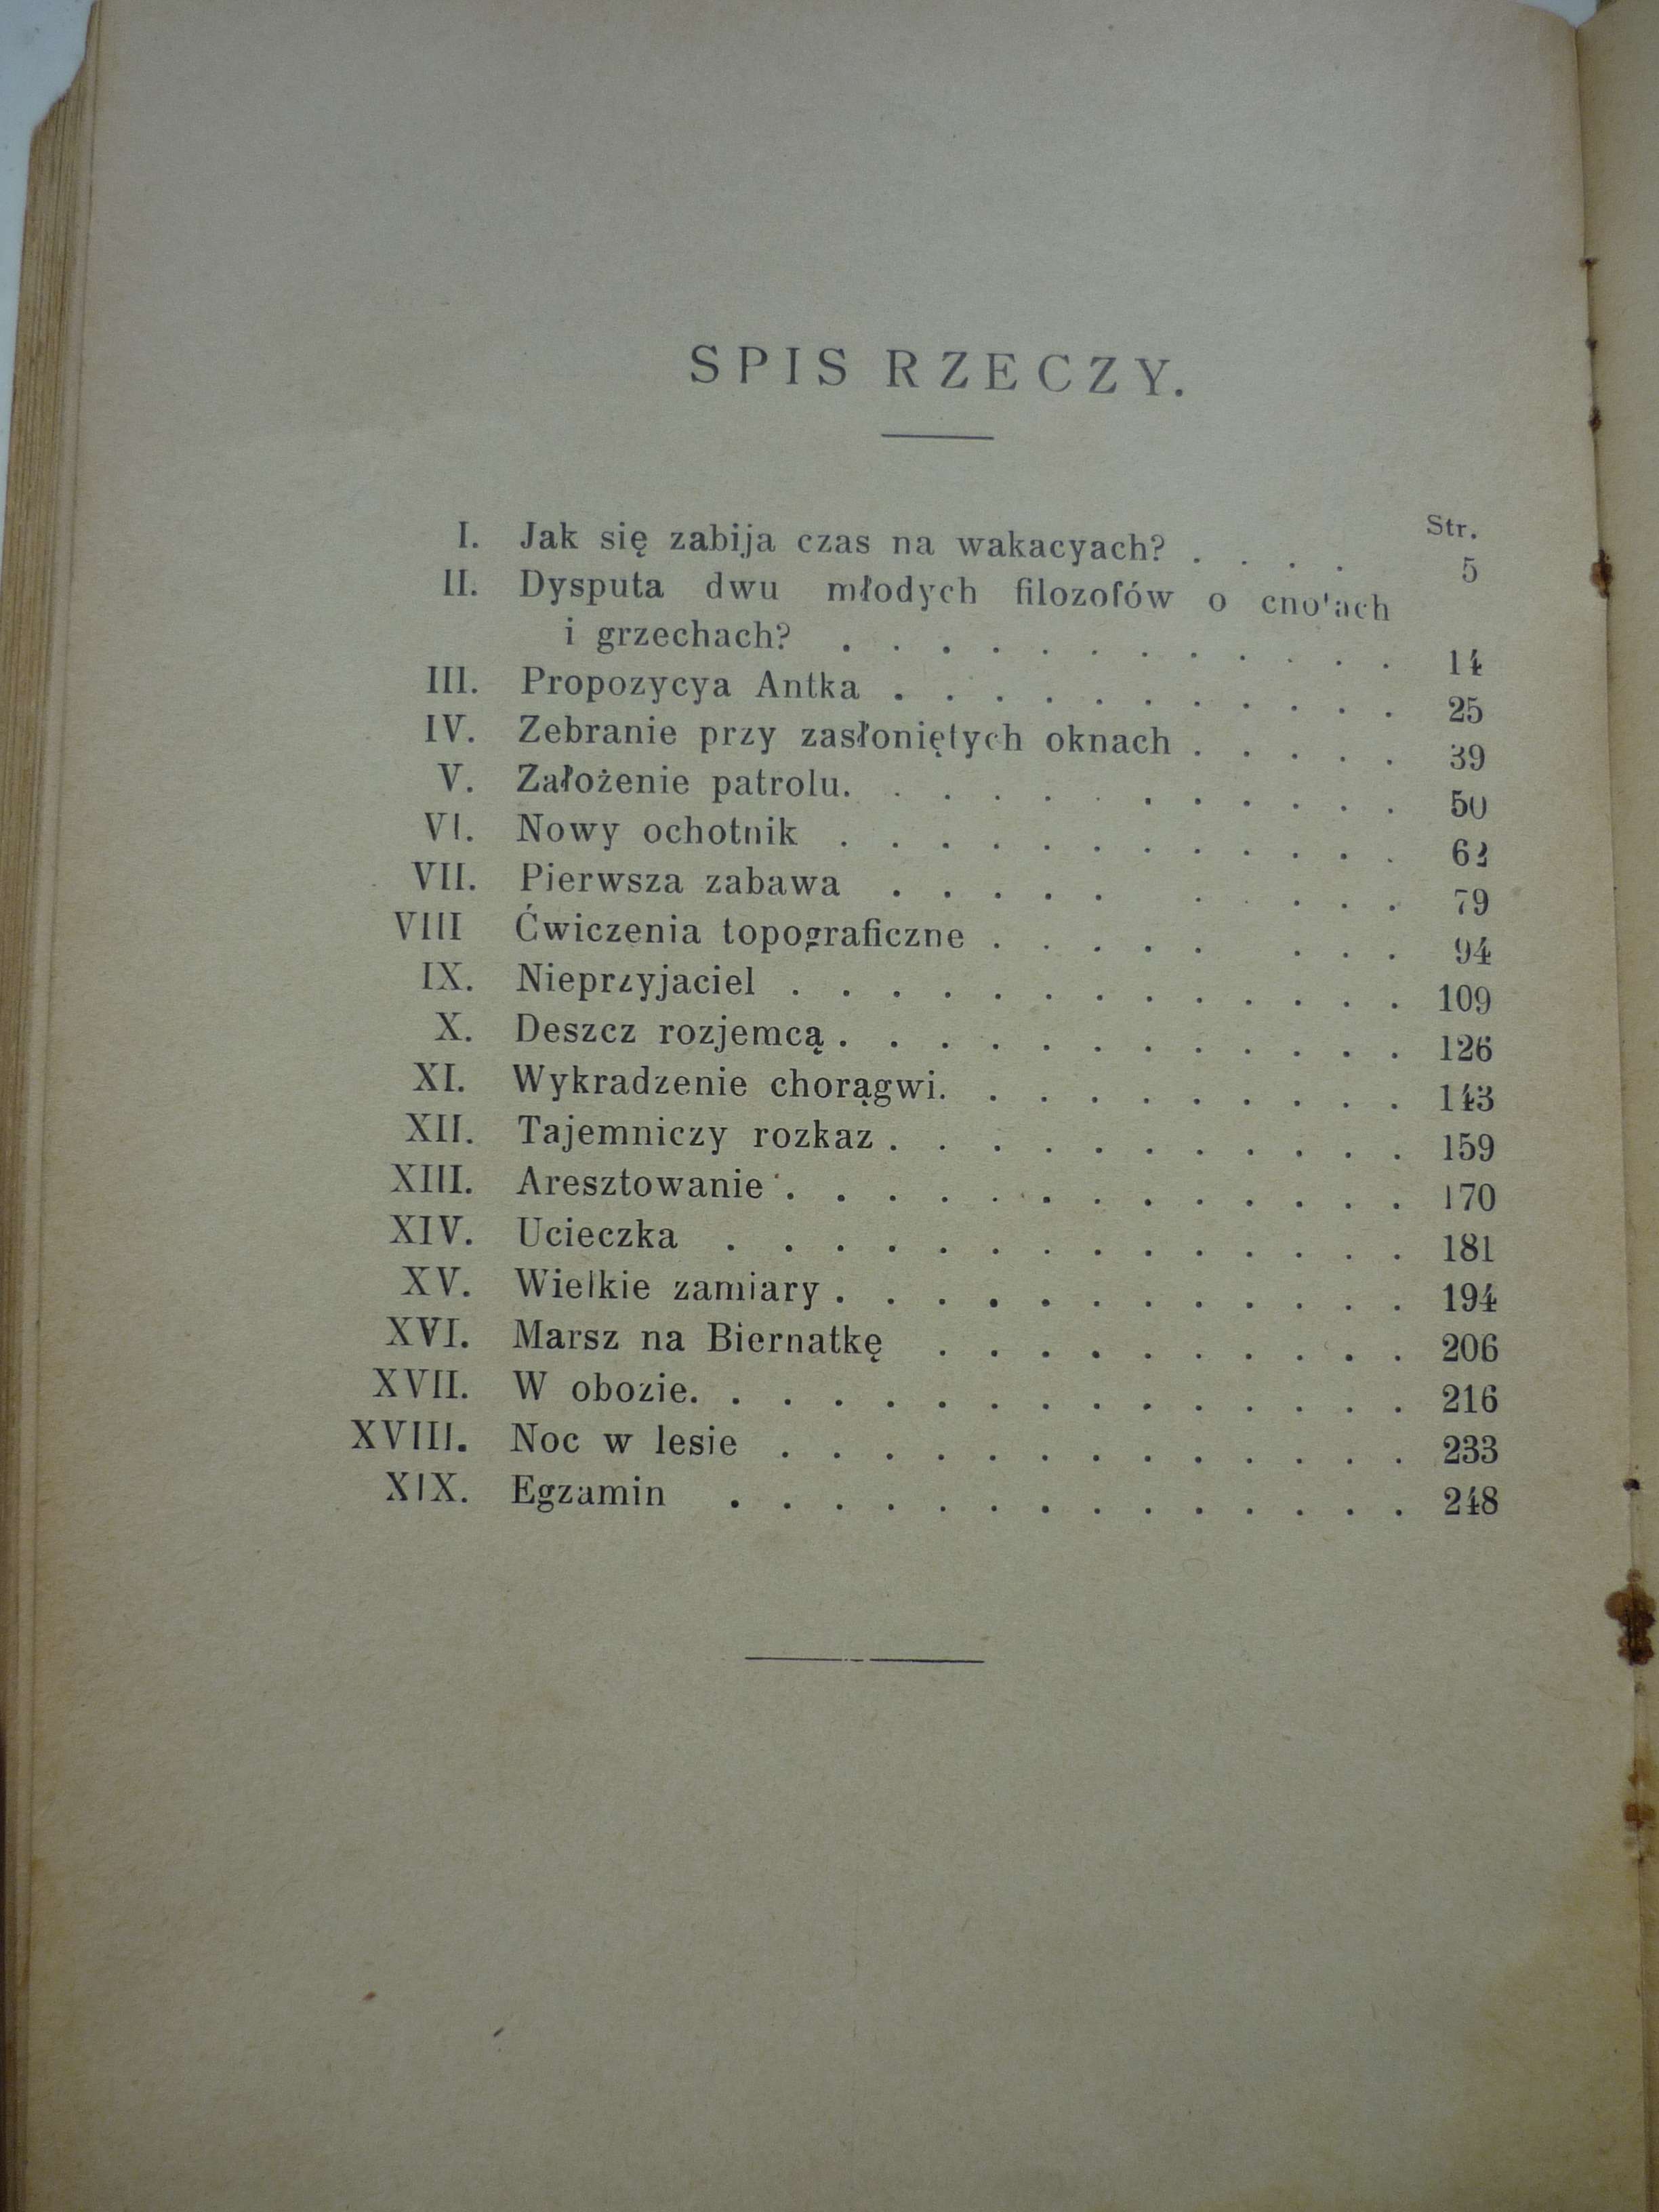 SPIS RZECZY.
Str.
I. Jak się zabija czas na wakacyach? . . . . 5
II. Dysputa dwu młodych filozofów o cnotach
i grzechach? . . . . . . . . . . . . 14
III. Propozycya Antka . . . . . . . . . . . 25
IV. Zebranie przy zasłoniętych oknach . . . . . 39
V. Założenie patrolu. . . . . . . . . . . . 50
VI. Nowy ochotnik . . . . . . . . . . . .
VII. Pierwsza zabawa . . . . . . . . . . 79
VIII Ćwiczenia topograficzne . . . . . . . . 94
IX. Nieprzyjaciel . . . . . . . . . . . . . 109
X. Deszcz rozjemcą . . . . . . . . . . . . 126
XI. Wykradzenie chorągwi. . . . . . . . . . 143
XII. Tajemniczy rozkaz . . . . . . . . . . . 159
XIII. Aresztowanie . . . . . . . . . . . . . 170
XIV. Ucieczka . . . . . . . . . . . . . . 181
XV. Wielkie zamiary . . . . . . . . . . . . 194
XVI. Marsz na Biernatkę . . . . . . . . . . 206
XVII. W obozie. . . . . . . . . . . . . . . 216
XVIII. Noc w lesie . . . . . . . . . . . . . 233
XIX. Egzamin . . . . . . . . . . . . . . 248